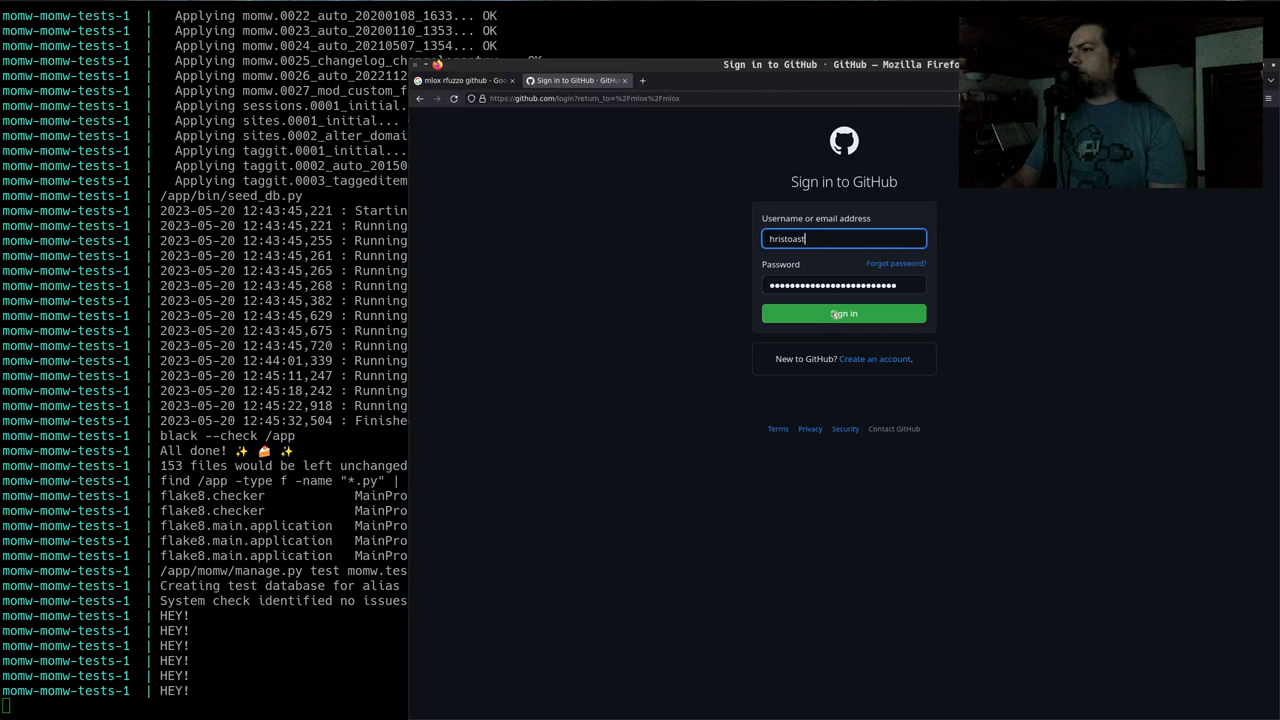 momw-momw-tests-1  |   Applying momw.0022_auto_20200108_1633... OK
momw-momw-tests-1  |   Applying momw.0023_auto_20200110_1353... OK
momw-momw-tests-1  |   Applying momw.0024_auto_20210507_1354... OK
momw-momw-tests-1  |   Applying momw.0025_changelog_
momw-momw-tests-1  |   Applying momw.0026_auto_202211
momw-momw-tests-1  |   Applying momw.0027_mod_custom_f
momw-momw-tests-1  |   Applying sessions.0001_initial.
momw-momw-tests-1  |   Applying sites.0001_initial...
momw-momw-tests-1  |   Applying sites.0002_alter_domai
momw-momw-tests-1  |   Applying taggit.0001_initial...
momw-momw-tests-1  |   Applying taggit.0002_auto_20150
momw-momw-tests-1  |   Applying taggit.0003_taggeditem
momw-momw-tests-1  | /app/bin/seed_db.py
momw-momw-tests-1  | 2023-05-20 12:43:45,221 : Startin
momw-momw-tests-1  | 2023-05-20 12:43:45,221 : Running
momw-momw-tests-1  | 2023-05-20 12:43:45,255 : Running
momw-momw-tests-1  | 2023-05-20 12:43:45,261 : Running
momw-momw-tests-1  | 2023-05-20 12:43:45,265 : Running
momw-momw-tests-1  | 2023-05-20 12:43:45,268 : Running
momw-momw-tests-1  | 2023-05-20 12:43:45,382 : Running
momw-momw-tests-1  | 2023-05-20 12:43:45,629 : Running
momw-momw-tests-1  | 2023-05-20 12:43:45,675 : Running
momw-momw-tests-1  | 2023-05-20 12:43:45,720 : Running
momw-momw-tests-1  | 2023-05-20 12:44:01,339 : Running
momw-momw-tests-1  | 2023-05-20 12:45:11,247 : Running
momw-momw-tests-1  | 2023-05-20 12:45:18,242 : Running
momw-momw-tests-1  | 2023-05-20 12:45:22,918 : Running
momw-momw-tests-1  | 2023-05-20 12:45:32,504 : Finishe
momw-momw-tests-1  | black --check /app
momw-momw-tests-1  | All done! ✨ 🍰 ✨
momw-momw-tests-1  | 153 files would be left unchanged
momw-momw-tests-1  | find /app -type f -name "*.py" |
momw-momw-tests-1  | flake8.checker            MainPro
momw-momw-tests-1  | flake8.checker            MainPro
momw-momw-tests-1  | flake8.main.application   MainPro
momw-momw-tests-1  | flake8.main.application   MainPro
momw-momw-tests-1  | flake8.main.application   MainPro
momw-momw-tests-1  | /app/momw/manage.py test momw.tes
momw-momw-tests-1  | Creating test database for alias
momw-momw-tests-1  | System check identified no issues
momw-momw-tests-1  | HEY!
momw-momw-tests-1  | HEY!
momw-momw-tests-1  | HEY!
momw-momw-tests-1  | HEY!
momw-momw-tests-1  | HEY!
momw-momw-tests-1  | HEY!
Sign in to GitHub · GitHub — Mozilla Firefo
mlox rfuzzo github - Goo
Sign in to GitHub · GitHu
https://github.com/login?return_to=%2Fmlox%2Fmlox
Sign in to GitHub
Username or email address
hristoast
Password
Forgot password?
Sign in
New to GitHub? Create an account.
Terms Privacy Security Contact GitHub